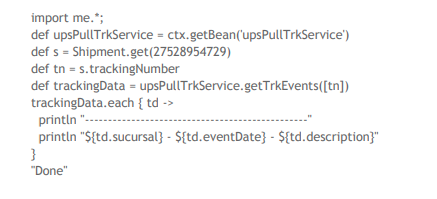 import me.*;
def upsPullTrkService = ctx.getBean('upsPullTrkService')
def s = Shipment.get(27528954729)
def tn = s.trackingNumber
def trackingData = upsPullTrkService.getTrkEvents([tn])
trackingData.each { td ->
  println "-------------------------------------------------"
  println "${td.sucursal} - ${td.eventDate} - ${td.description}"
}
"Done"